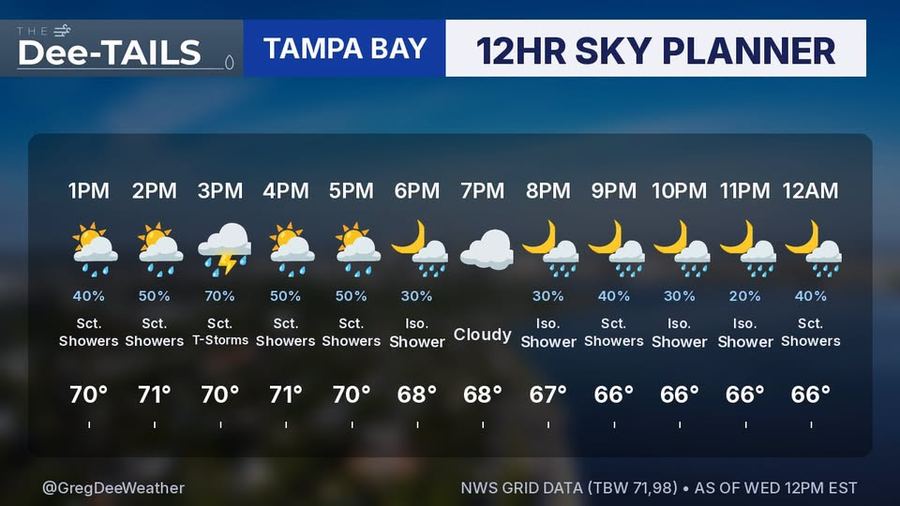 THE
Dee-TAILS
TAMPA BAY
12HR SKY PLANNER
1PM 2PM 3PM 4PM 5PM 6PM 7PM 8PM 9PM 10PM 11PM 12AM
40% 50% 70% 50% 50% 30% 30% 40% 30% 20% 40%
Sct. Sct. Sct. Sct. Sct. Iso. Iso. Sct. Iso. Iso. Sct.
Showers Showers T-Storms Showers Showers Shower Cloudy Shower Showers Shower Shower Showers
70° 71° 70° 71° 70° 68° 68° 67° 66° 66° 66° 66°
@GregDeeWeather
NWS GRID DATA (TBW 71,98) • AS OF WED 12PM EST